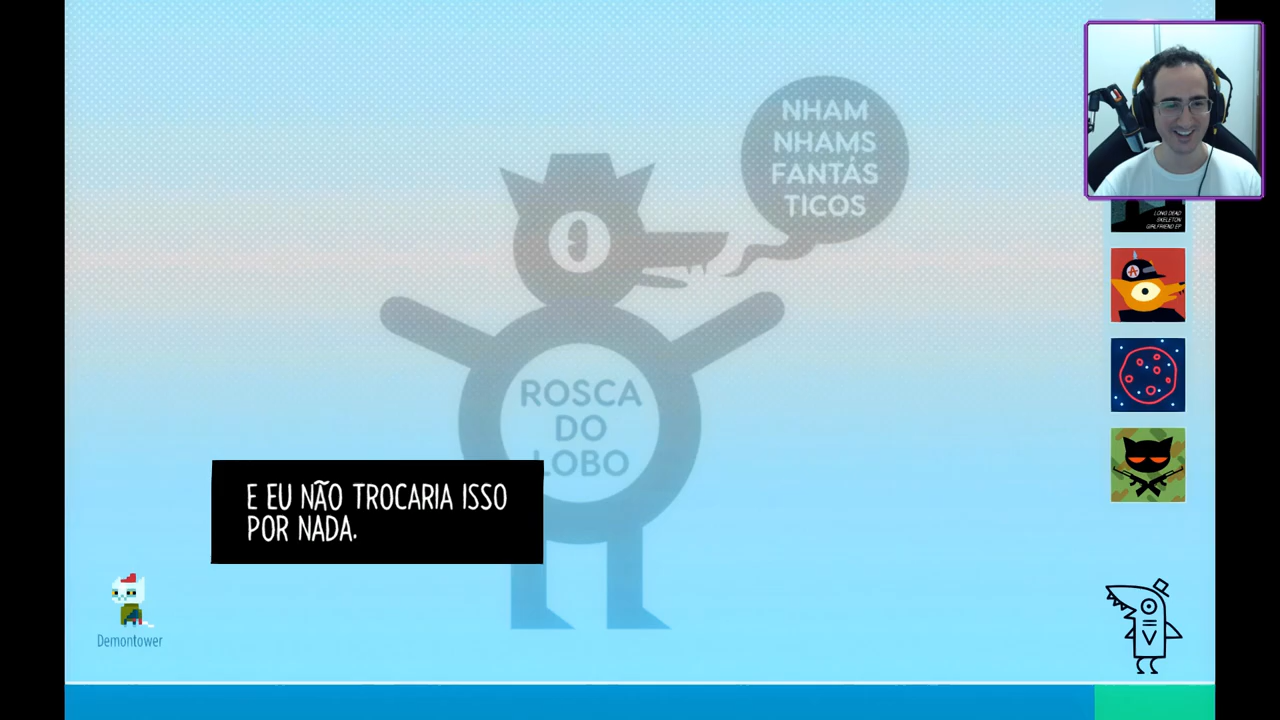 NHAM
NHAMS
FANTÁS
TICOS
LONG DEAD
SKELETON
GIRLFRIEND EP
ROSCA
DO
LOBO
E EU NÃO TROCARIA ISSO
POR NADA.
Demontower